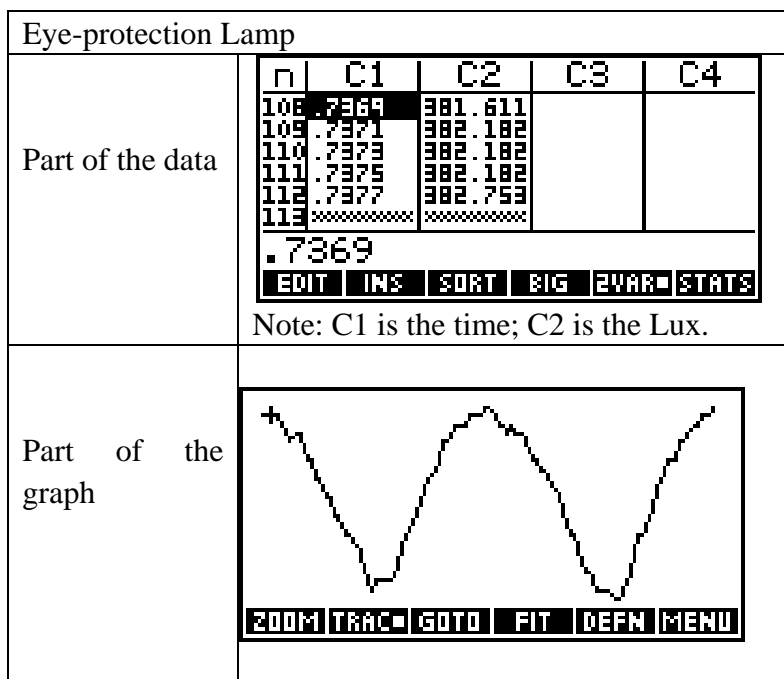 Eye-protection Lamp
Part of the data
n C1 C2 C3 C4
108 .7369 381.611
109 .7371 382.182
110 .7373 382.182
111 .7375 382.182
112 .7377 382.753
113
.7369
EDIT INS SORT BIG 2VAR STATS
Note: C1 is the time; C2 is the Lux.
Part of the
graph
ZOOM TRAC GOTO FIT DEFN MENU